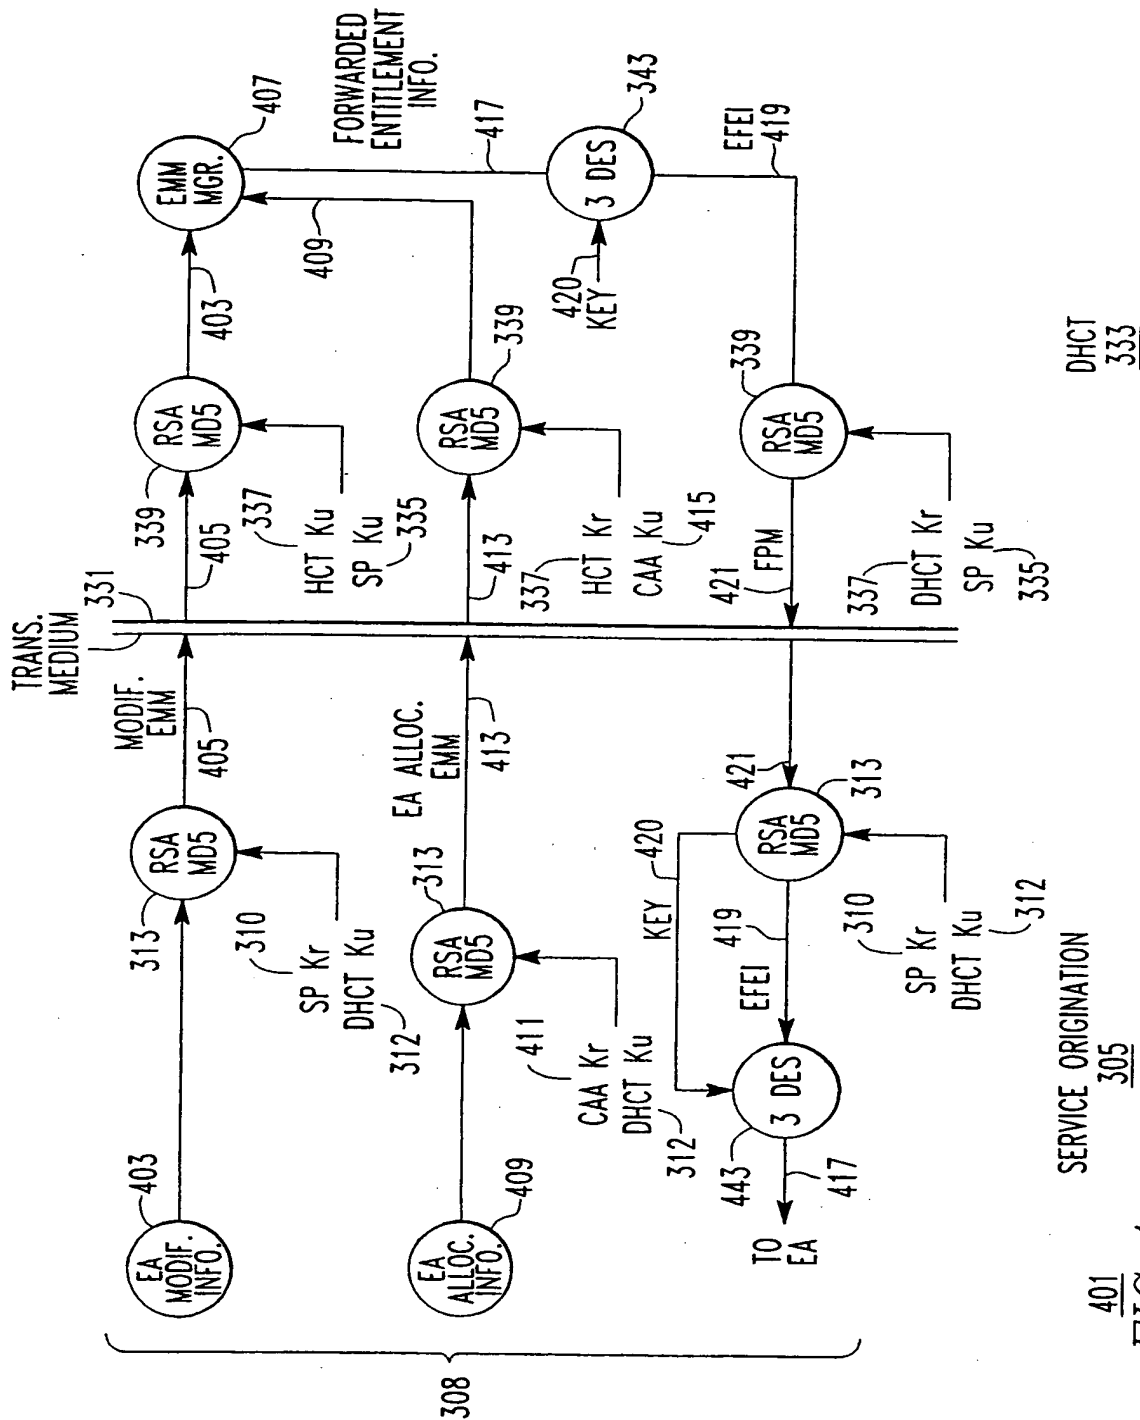 TRANS.
MEDIUM
331
EA
MODIF.
INFO.
403
313
RSA
MD5
MODIF.
EMM
405
310
SP Kr
DHCT Ku
312
405
339
RSA
MD5
403
EMM
MGR.
407
337
HCT Ku
SP Ku
335
409
FORWARDED
ENTITLEMENT
INFO.
417
308
EA
ALLOC.
INFO.
409
313
RSA
MD5
EA ALLOC.
EMM
413
411
CAA Kr
DHCT Ku
312
413
RSA
MD5
339
337
HCT Kr
CAA Ku
415
420
KEY
3 DES
343
TO
EA
417
443
3 DES
KEY
420
EFEI
419
RSA
MD5
313
421
310
SP Kr
DHCT Ku
312
421
FPM
RSA
MD5
339
EFEI
419
337
DHCT Kr
SP Ku
335
401
SERVICE ORIGINATION
305
DHCT
333